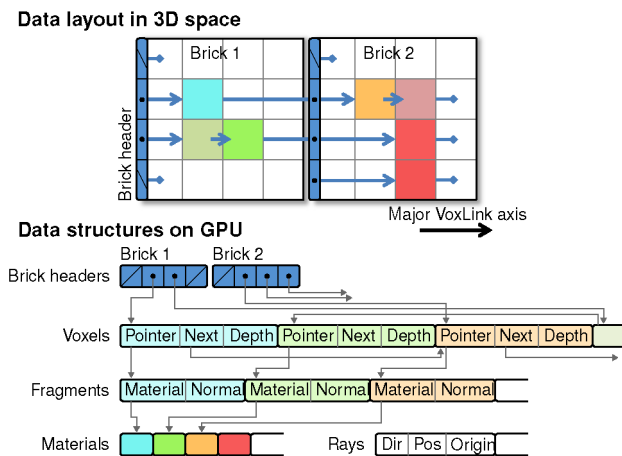 Data layout in 3D space
Brick 1 Brick 2
Brick header
Major VoxLink axis
Data structures on GPU
Brick 1 Brick 2
Brick headers
Voxels Pointer Next Depth Pointer Next Depth Pointer Next Depth
Fragments Material Normal Material Normal Material Normal
Materials Rays Dir Pos Origin